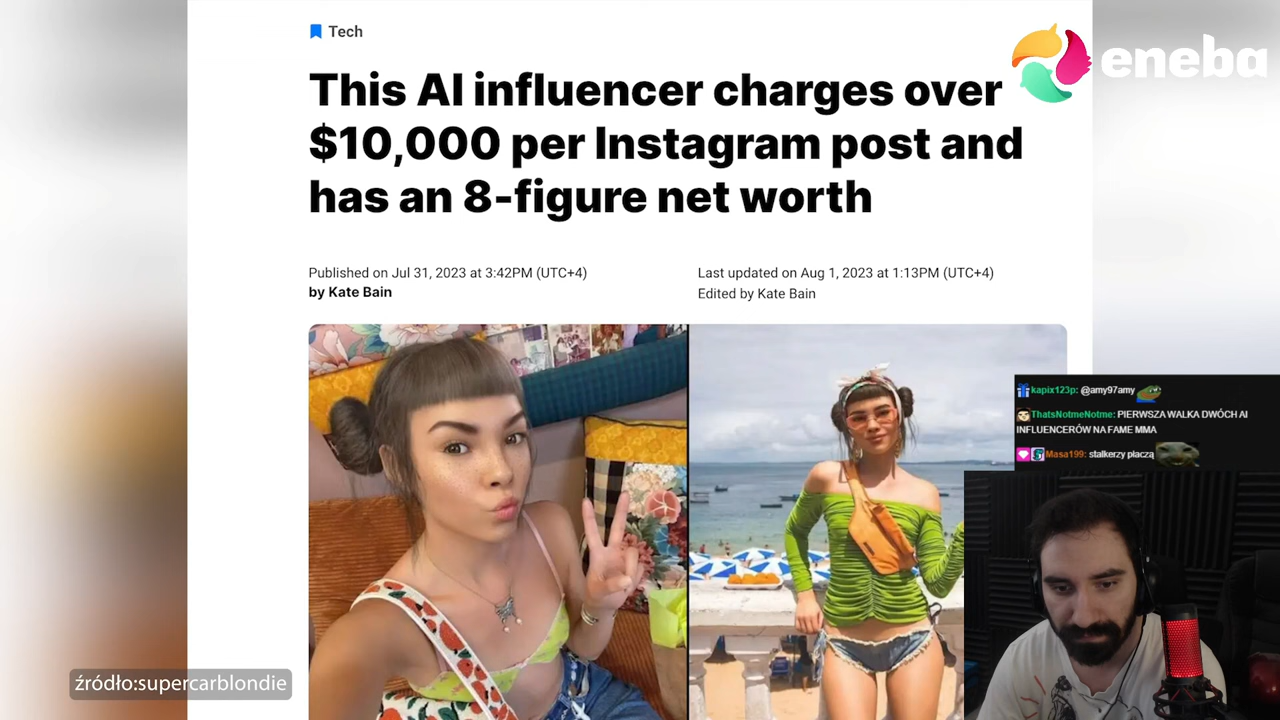 Tech
eneba
This AI influencer charges over
$10,000 per Instagram post and
has an 8-figure net worth
Published on Jul 31, 2023 at 3:42PM (UTC+4)
by Kate Bain
Last updated on Aug 1, 2023 at 1:13PM (UTC+4)
Edited by Kate Bain
kapix123p: @amy97amy
ThatsNotmeNotme: PIERWSZA WALKA DWÓCH AI
INFLUENCERÓW NA FAME MMA
Masa199: stalkerzy płaczą
źródło:supercarblondie